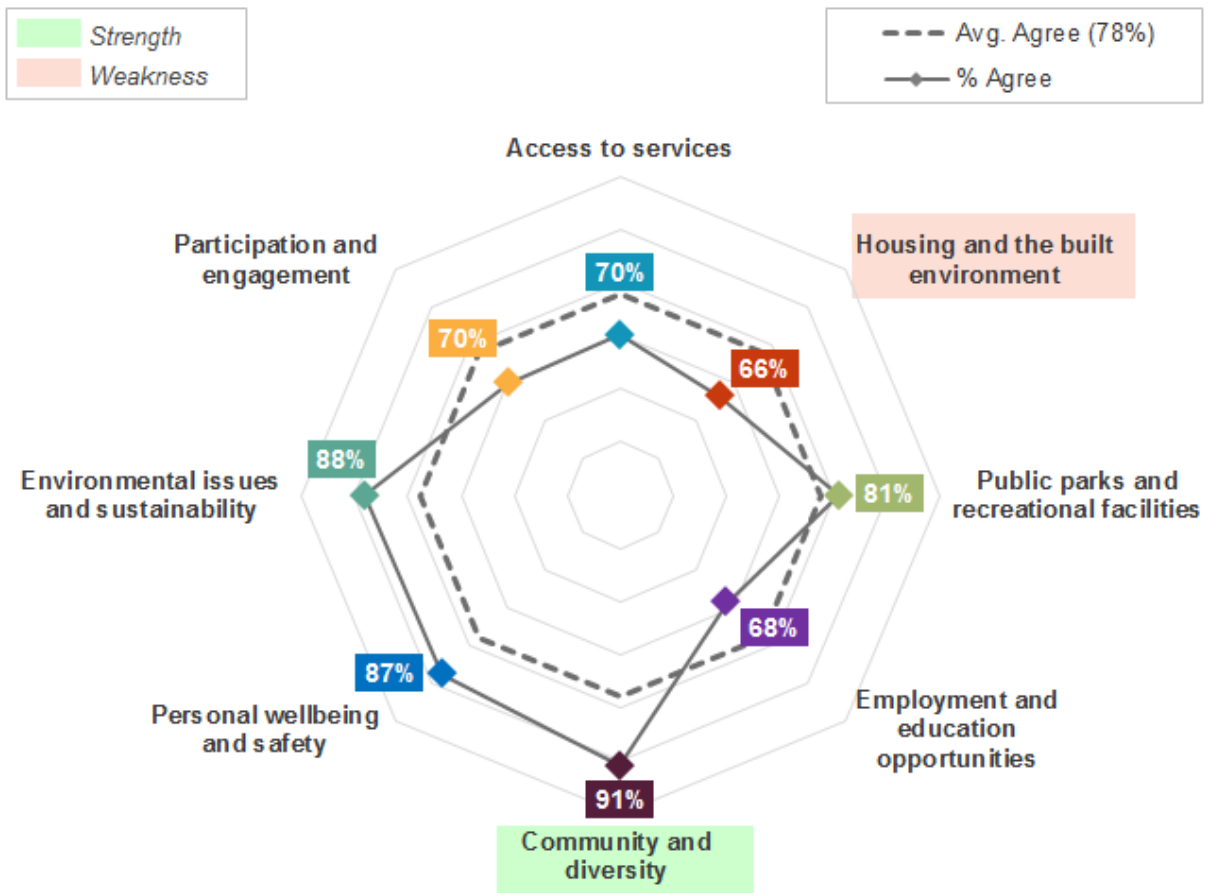 Strength
Weakness
Avg. Agree (78%)
% Agree
Access to services
Participation and
engagement
Housing and the built
environment
70%
70%
66%
88%
Environmental issues
and sustainability
81%
Public parks and
recreational facilities
68%
87%
Personal wellbeing
and safety
Employment and
education
opportunities
91%
Community and
diversity